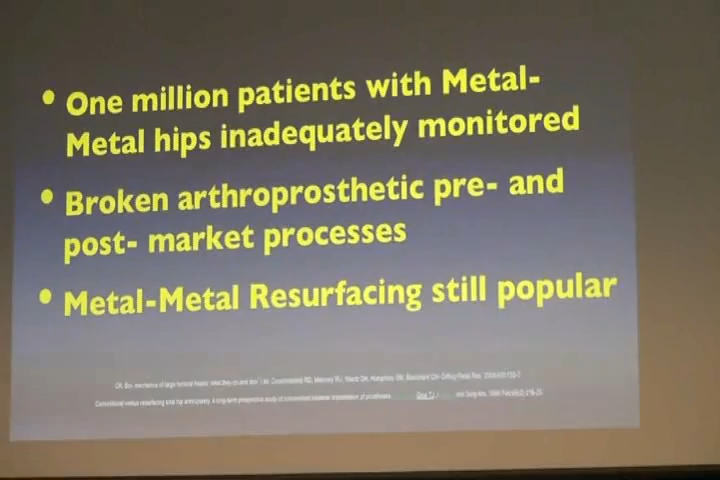 • One million patients with Metal-
Metal hips inadequately monitored
• Broken arthroprosthetic pre- and
post- market processes
• Metal-Metal Resurfacing still popular